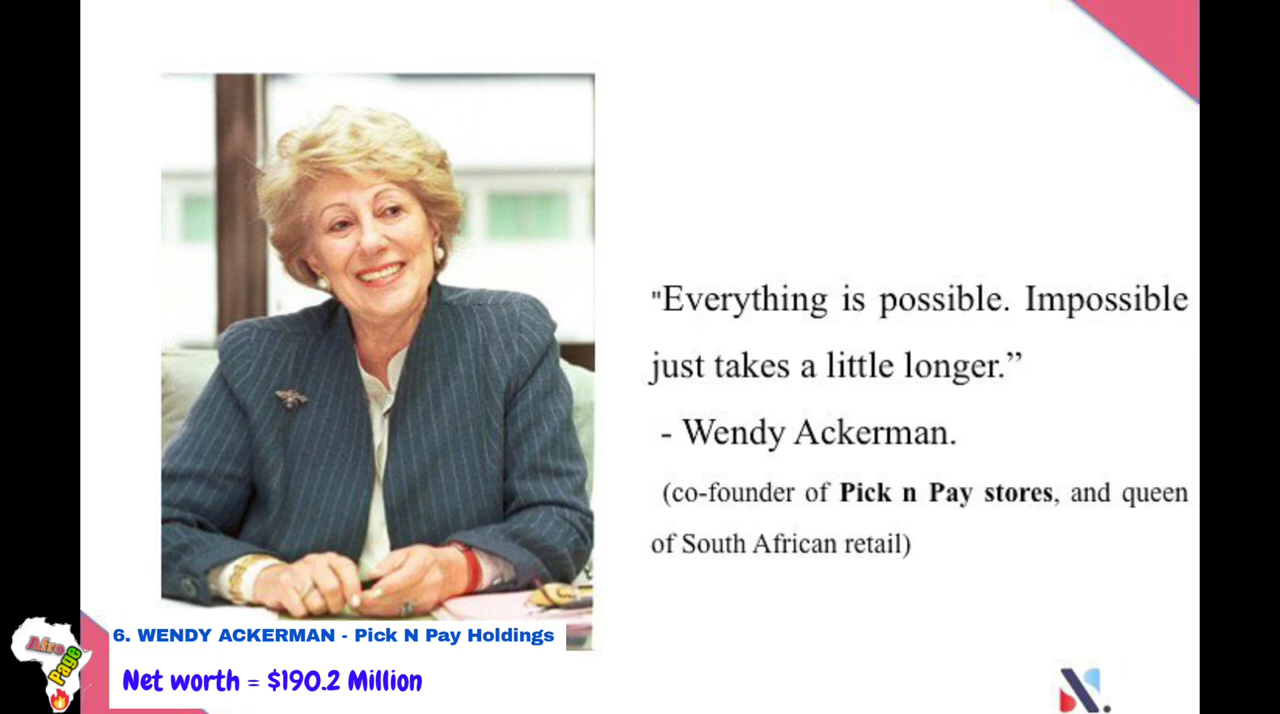 "Everything is possible. Impossible
just takes a little longer.”
- Wendy Ackerman.
(co-founder of Pick n Pay stores, and queen
of South African retail)
6. WENDY ACKERMAN - Pick N Pay Holdings
Net worth = $190.2 Million
Afro
Page
N.